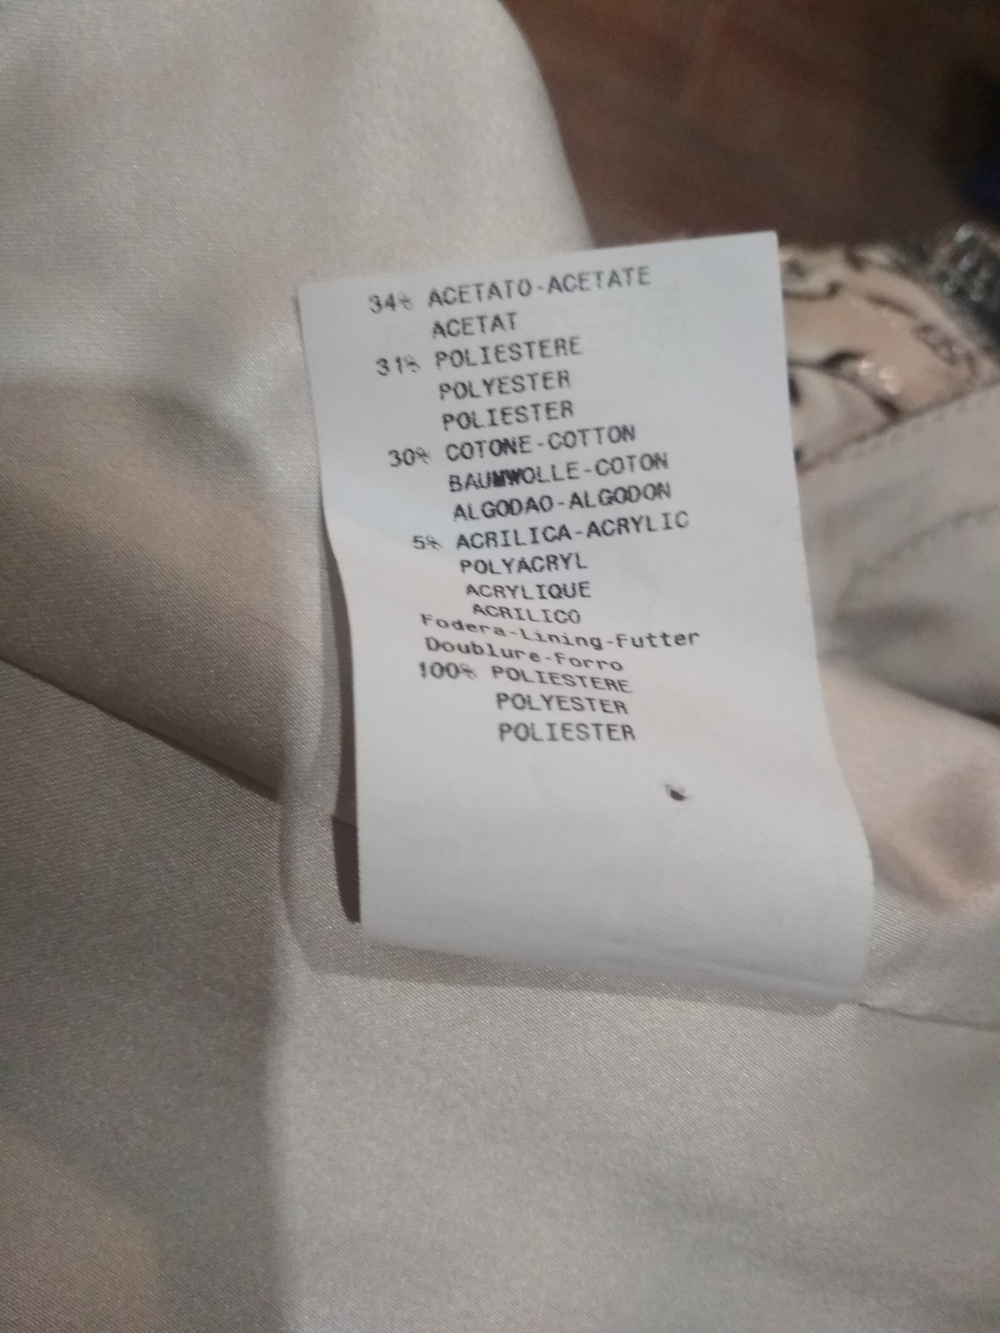 34% ACETATO-ACETATE
ACETAT
31% POLIESTERE
POLYESTER
POLIESTER
30% COTONE-COTTON
BAUMWOLLE-COTON
ALGODAO-ALGODON
5% ACRILICA-ACRYLIC
POLYACRYL
ACRYLIQUE
ACRILICO
Fodera-Lining-Futter
Doublure-Forro
100% POLIESTERE
POLYESTER
POLIESTER